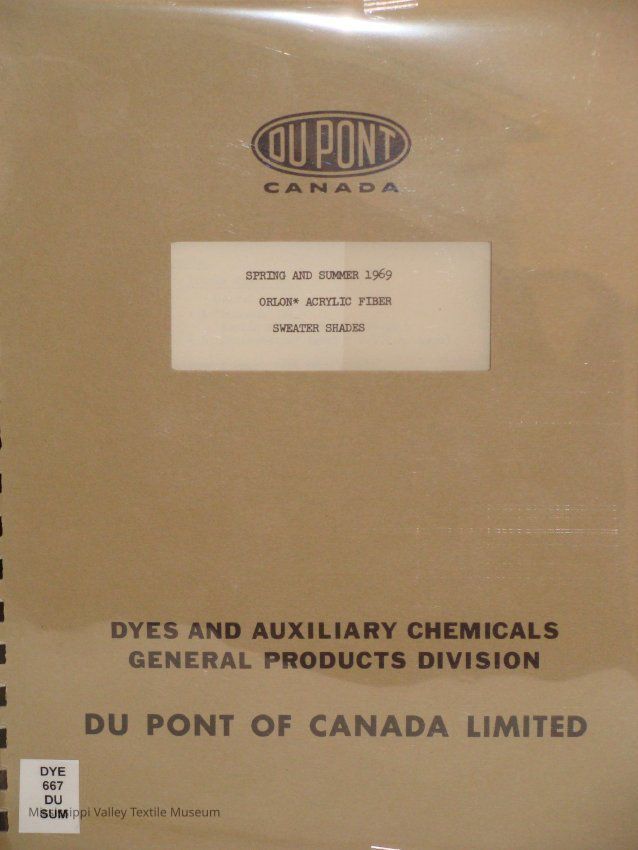 DU PONT
CANADA
SPRING AND SUMMER 1969
ORLON* ACRYLIC FIBER
SWEATER SHADES
DYES AND AUXILIARY CHEMICALS
GENERAL PRODUCTS DIVISION
DU PONT OF CANADA LIMITED
DYE
667
DU
SUM
Mississippi Valley Textile Museum